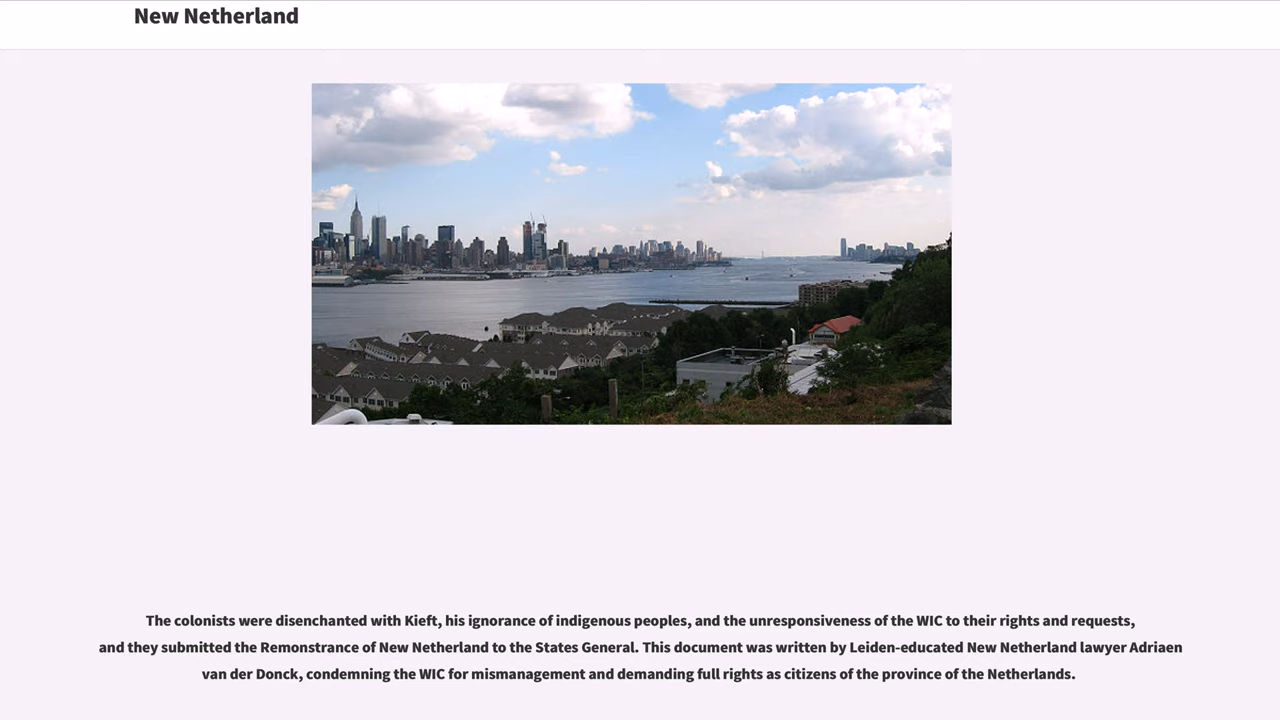 New Netherland
The colonists were disenchanted with Kieft, his ignorance of indigenous peoples, and the unresponsiveness of the WIC to their rights and requests,
and they submitted the Remonstrance of New Netherland to the States General. This document was written by Leiden-educated New Netherland lawyer Adriaen
van der Donck, condemning the WIC for mismanagement and demanding full rights as citizens of the province of the Netherlands.